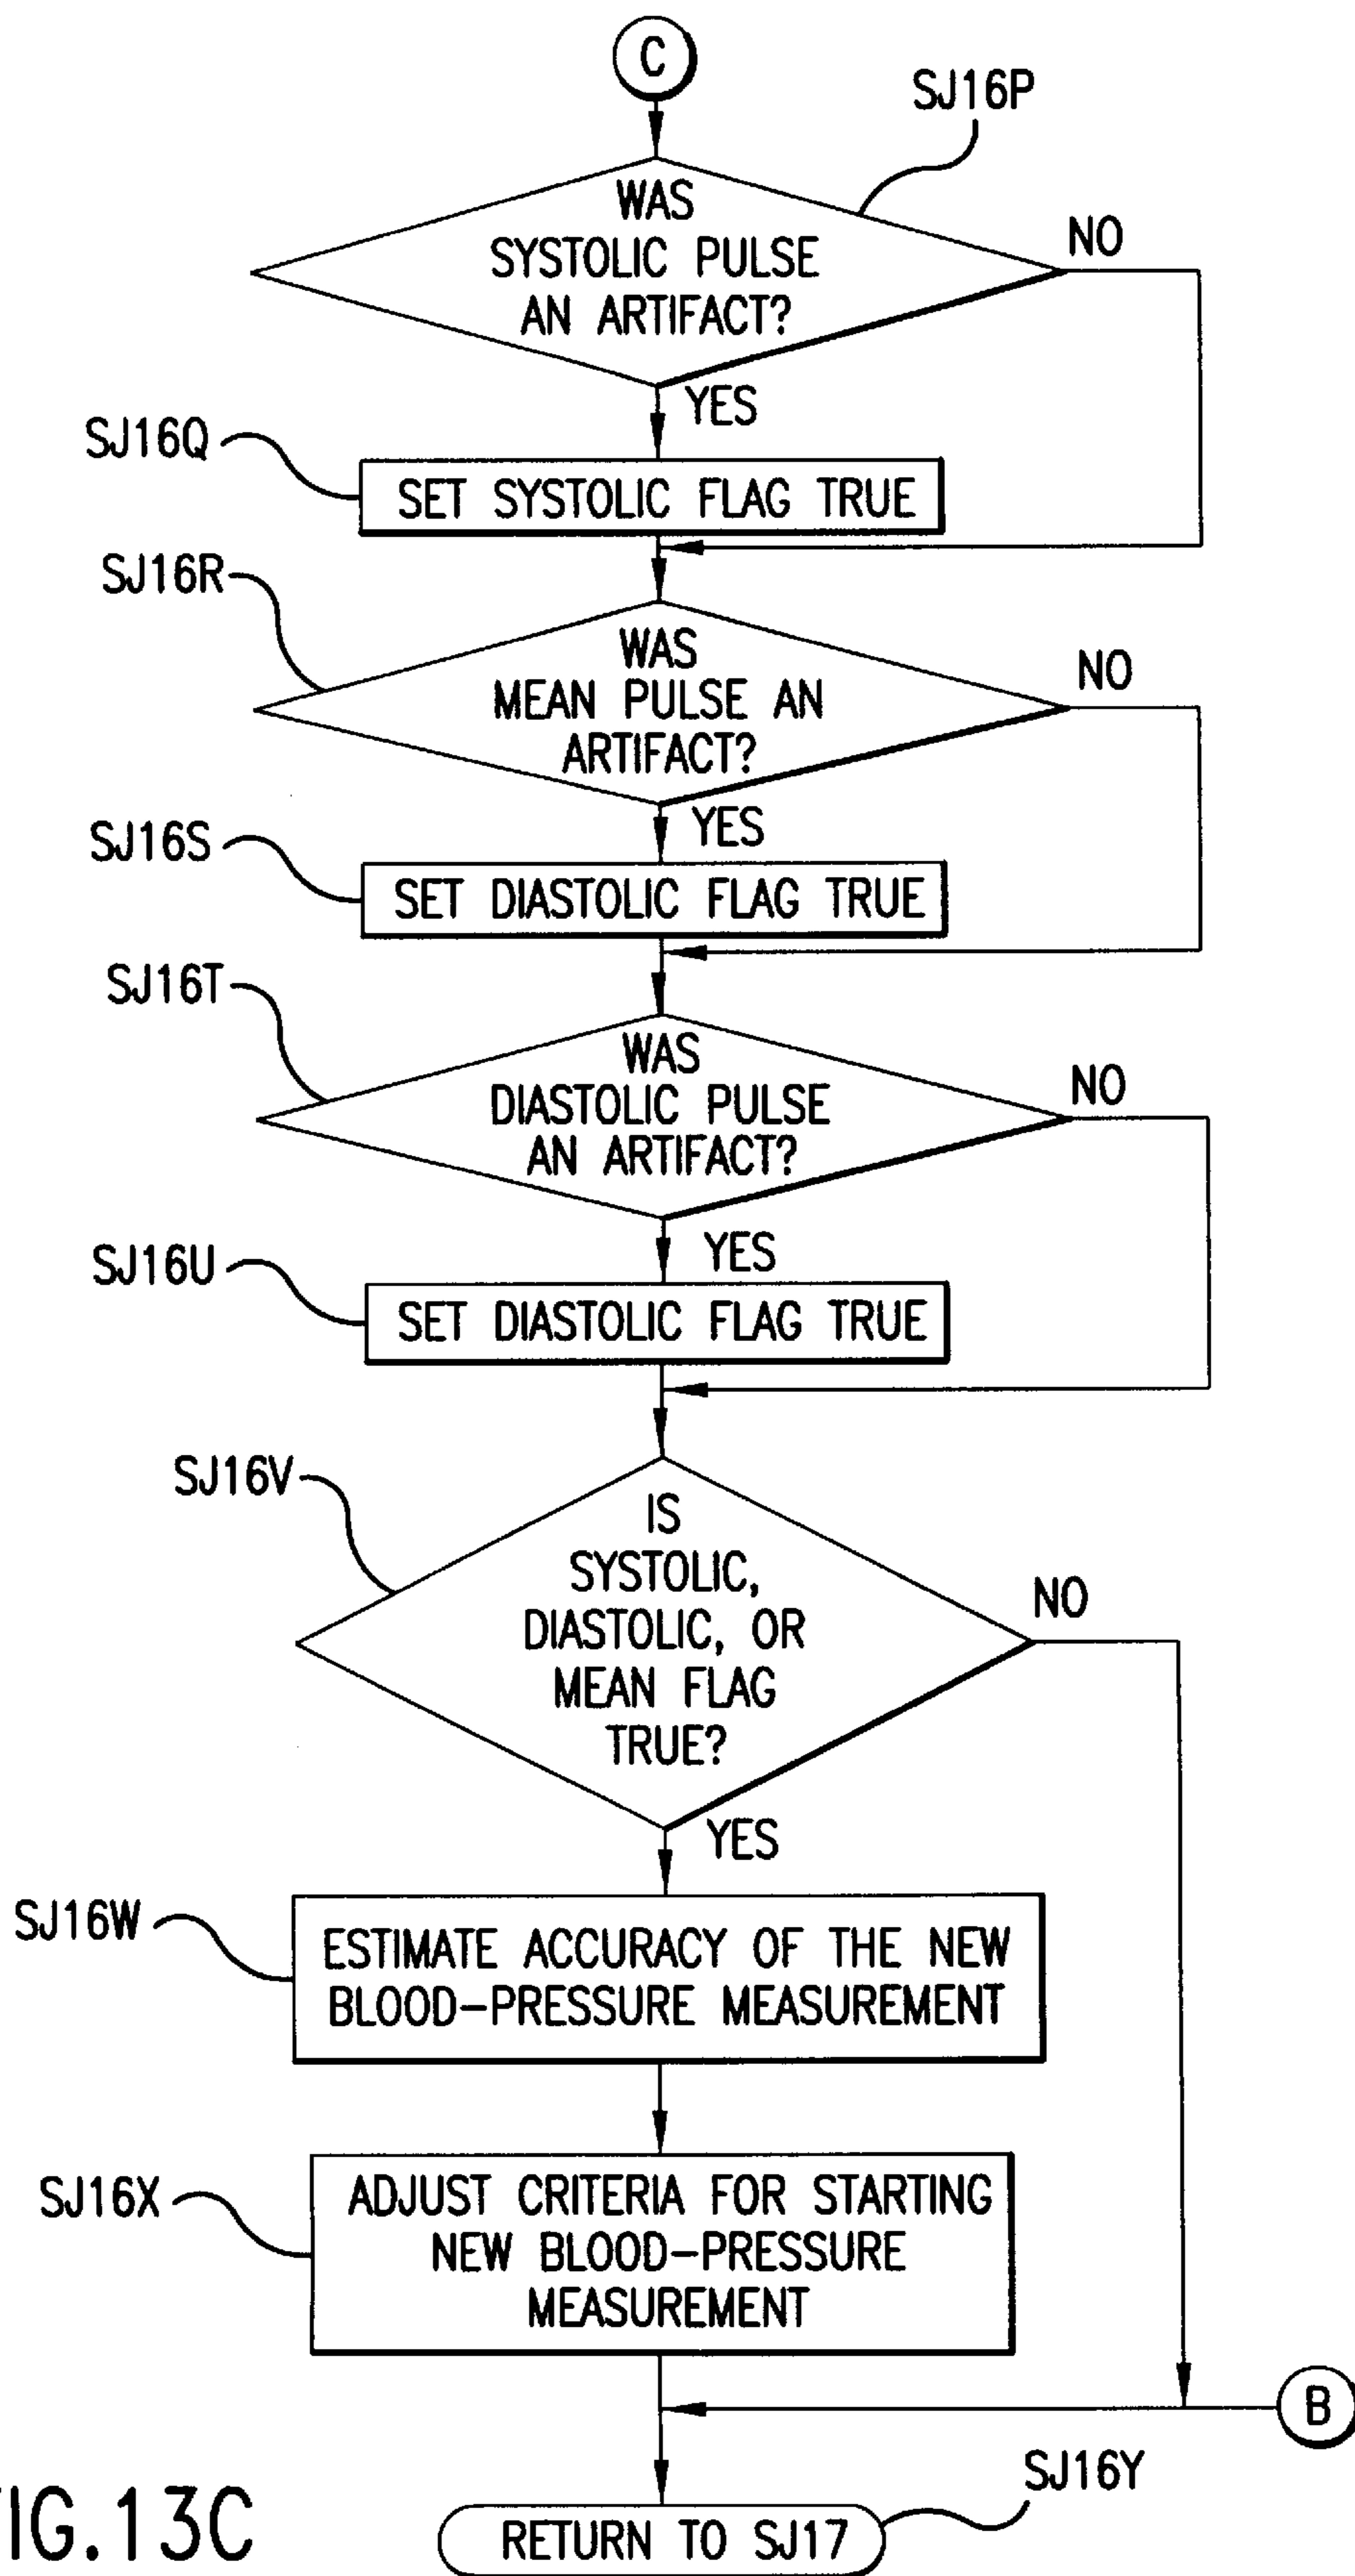 C
SJ16P
WAS
SYSTOLIC PULSE
AN ARTIFACT?
NO
YES
SJ16Q
SET SYSTOLIC FLAG TRUE
SJ16R
WAS
MEAN PULSE AN
ARTIFACT?
NO
YES
SJ16S
SET DIASTOLIC FLAG TRUE
SJ16T
WAS
DIASTOLIC PULSE
AN ARTIFACT?
NO
YES
SJ16U
SET DIASTOLIC FLAG TRUE
SJ16V
IS
SYSTOLIC,
DIASTOLIC, OR
MEAN FLAG
TRUE?
NO
YES
SJ16W
ESTIMATE ACCURACY OF THE NEW
BLOOD-PRESSURE MEASUREMENT
SJ16X
ADJUST CRITERIA FOR STARTING
NEW BLOOD-PRESSURE
MEASUREMENT
B
SJ16Y
RETURN TO SJ17
FIG.13C